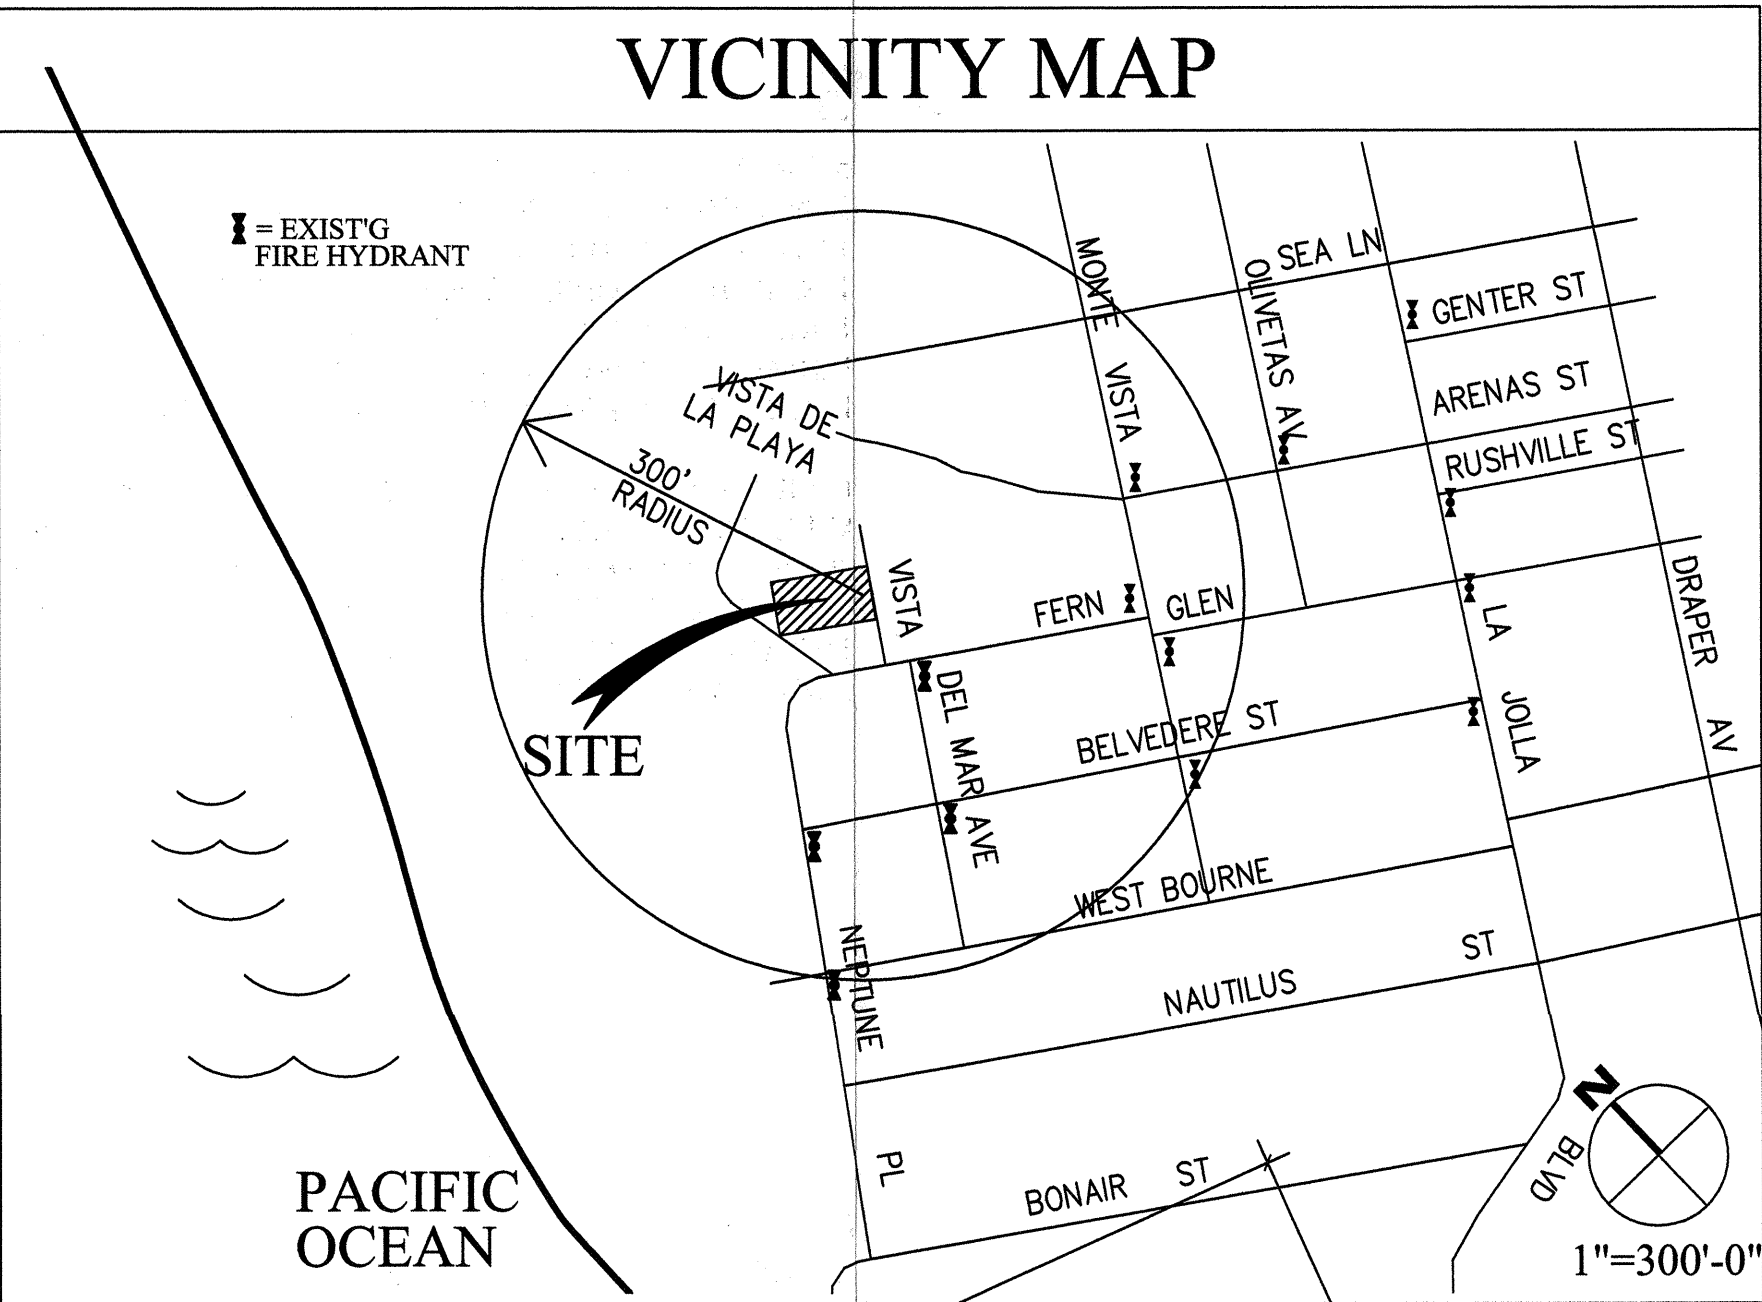 VICINITY MAP
= EXIST'G
FIRE HYDRANT
SEA LN
MONTE VISTA
OLIVETAS AV
GENTER ST
ARENAS ST
RUSHVILLE ST
VISTA DE
LA PLAYA
300'
RADIUS
VISTA
DEL MAR AVE
FERN GLEN
LA JOLLA BLVD
DRAPER AV
BELVEDERE ST
SITE
WEST BOURNE
NEPTUNE PL
NAUTILUS ST
BONAIR ST
PACIFIC
OCEAN
N
1"=300'-0"